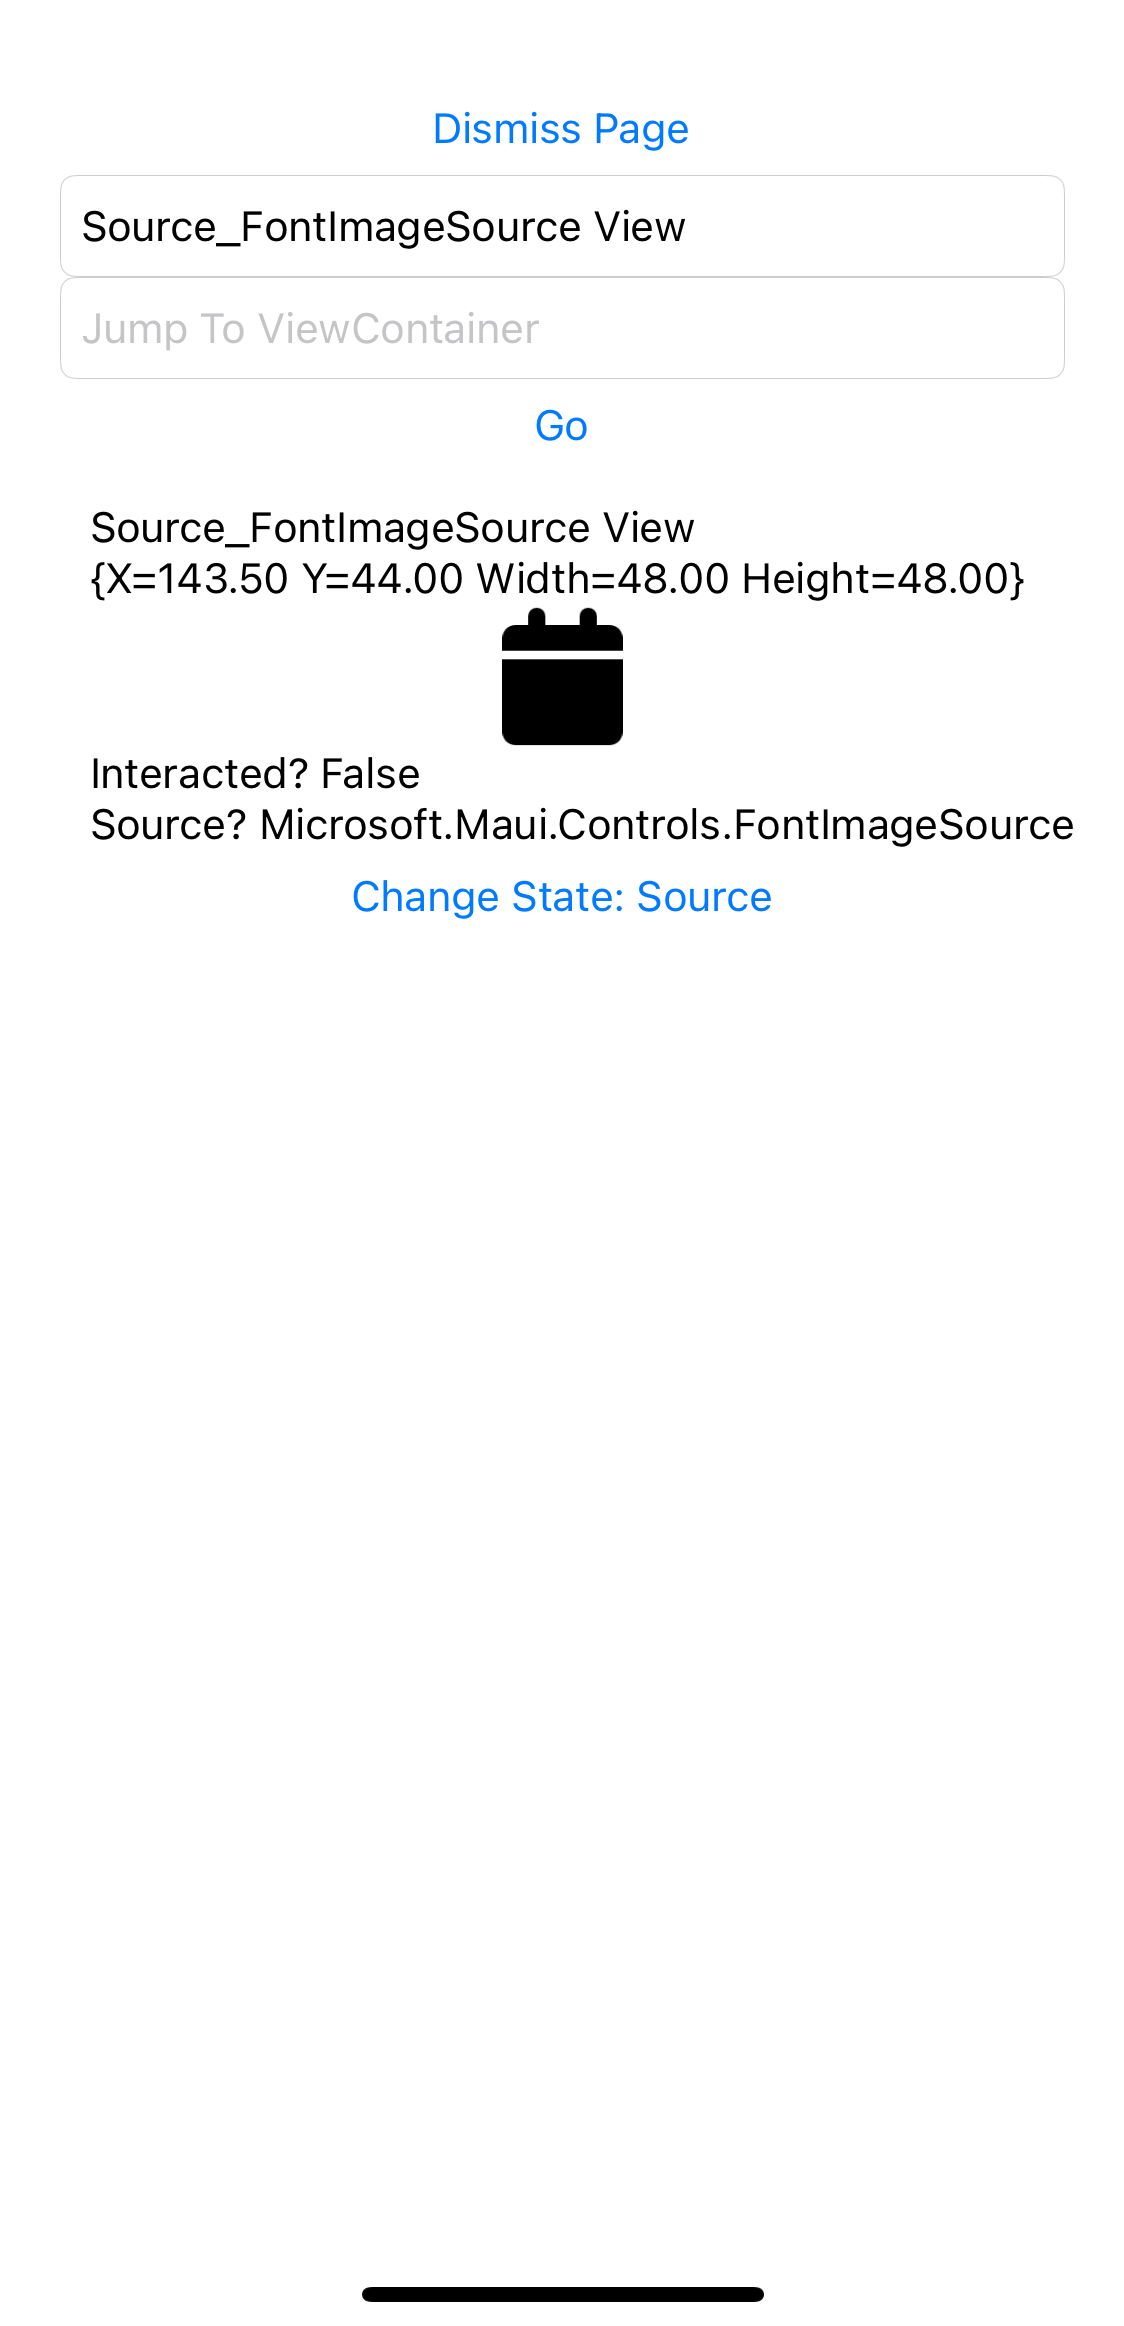 Dismiss Page
Source_FontImageSource View
Jump To ViewContainer
Go
Source_FontImageSource View
{X=143.50 Y=44.00 Width=48.00 Height=48.00}
Interacted? False
Source? Microsoft.Maui.Controls.FontImageSource
Change State: Source